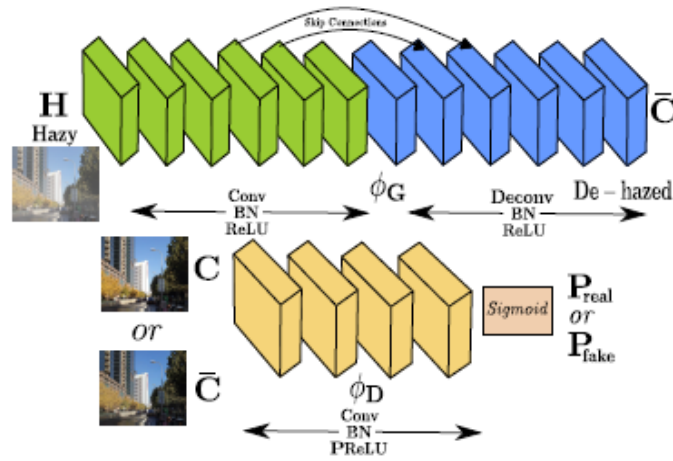 Skip Connections
H
Hazy
C̄
ϕG
De – hazed
Conv
BN
ReLU
Deconv
BN
ReLU
C
or
C̄
Sigmoid
Preal
or
Pfake
ϕD
Conv
BN
PReLU